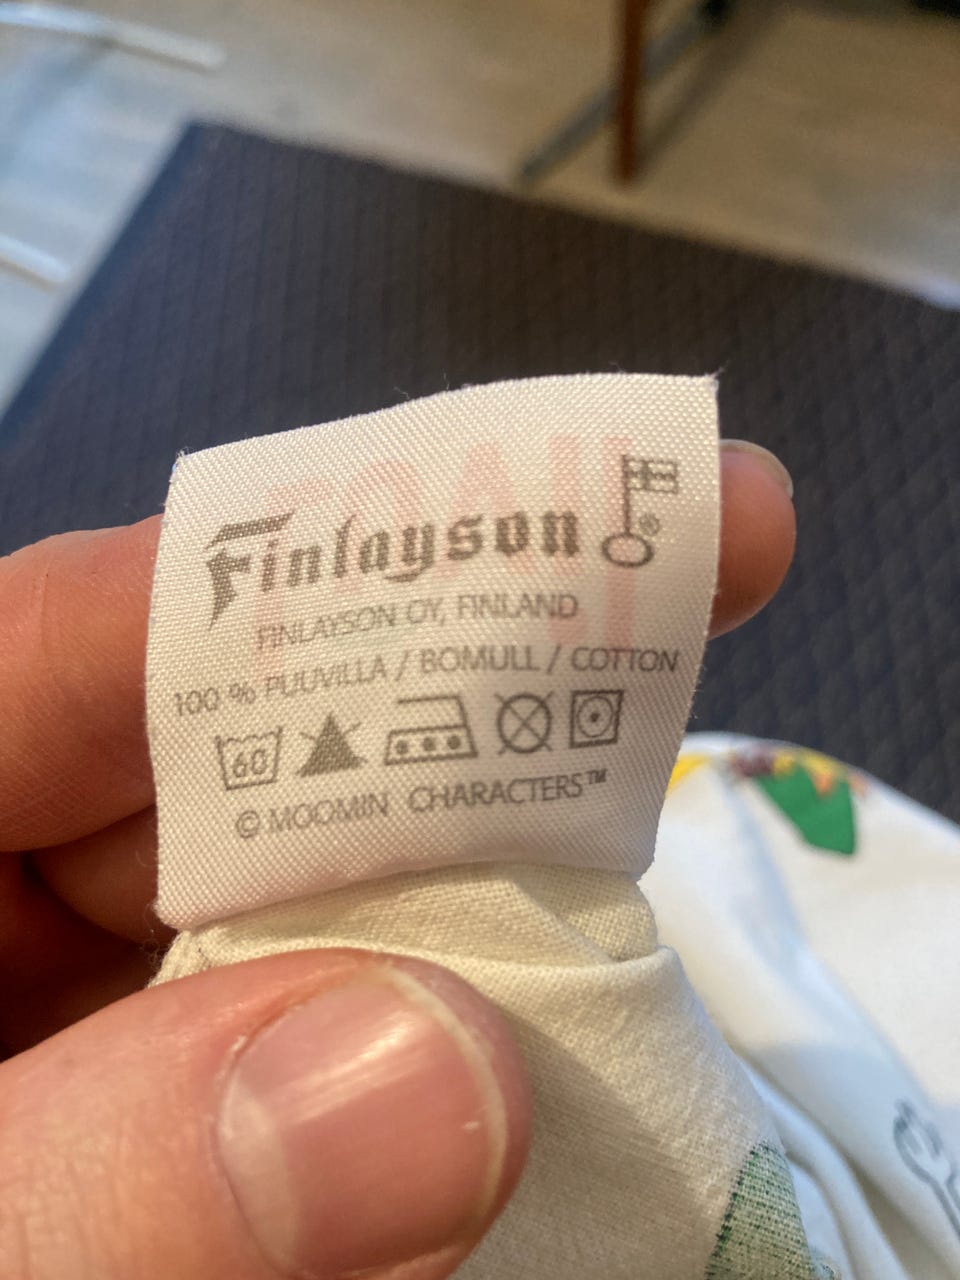 Finlayson ®
FINLAYSON OY, FINLAND
100 % PUUVILLA / BOMULL / COTTON
60
© MOOMIN CHARACTERS™